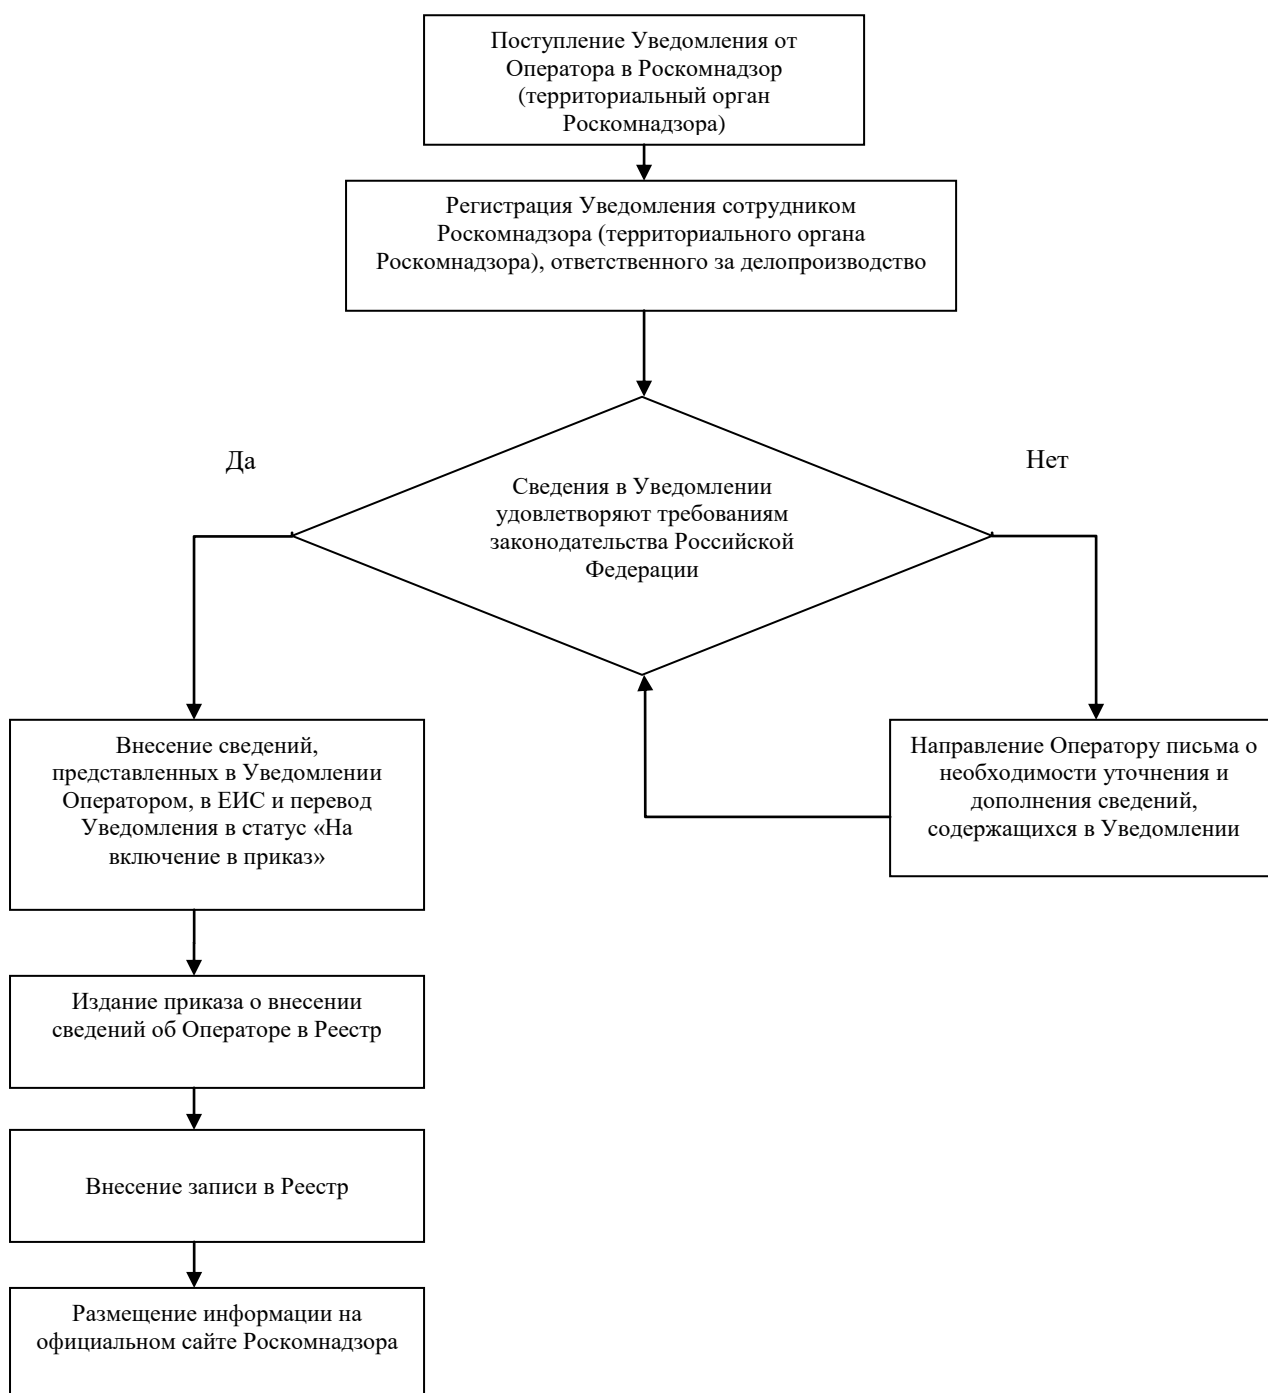 Поступление Уведомления от
Оператора в Роскомнадзор
(территориальный орган
Роскомнадзора)
Регистрация Уведомления сотрудником
Роскомнадзора (территориального органа
Роскомнадзора), ответственного за делопроизводство
Да
Нет
Сведения в Уведомлении
удовлетворяют требованиям
законодательства Российской
Федерации
Внесение сведений,
представленных в Уведомлении
Оператором, в ЕИС и перевод
Уведомления в статус «На
включение в приказ»
Направление Оператору письма о
необходимости уточнения и
дополнения сведений,
содержащихся в Уведомлении
Издание приказа о внесении
сведений об Операторе в Реестр
Внесение записи в Реестр
Размещение информации на
официальном сайте Роскомнадзора